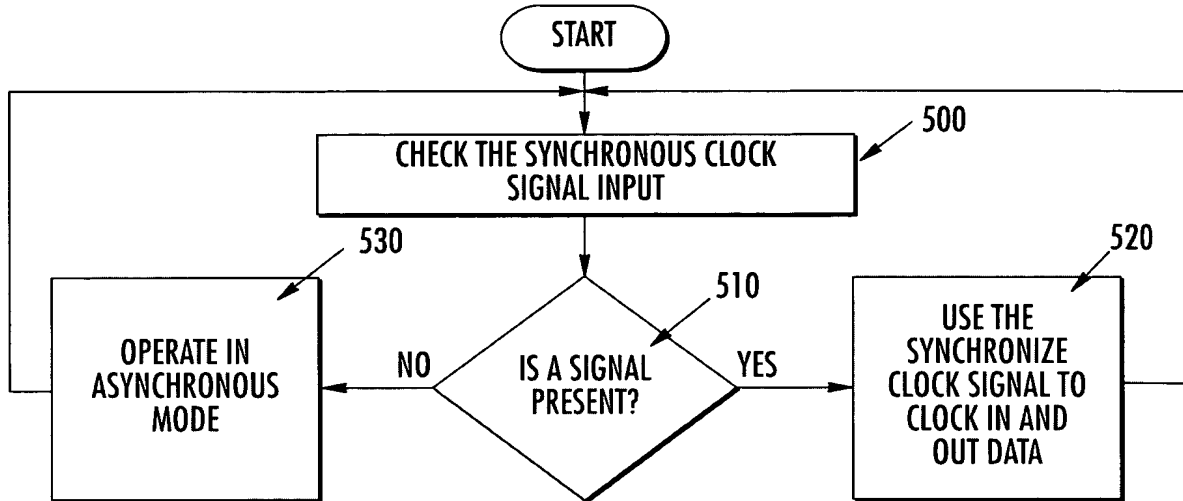 START
CHECK THE SYNCHRONOUS CLOCK
SIGNAL INPUT
500
530
OPERATE IN
ASYNCHRONOUS
MODE
NO
510
IS A SIGNAL
PRESENT?
YES
520
USE THE
SYNCHRONIZE
CLOCK SIGNAL TO
CLOCK IN AND
OUT DATA